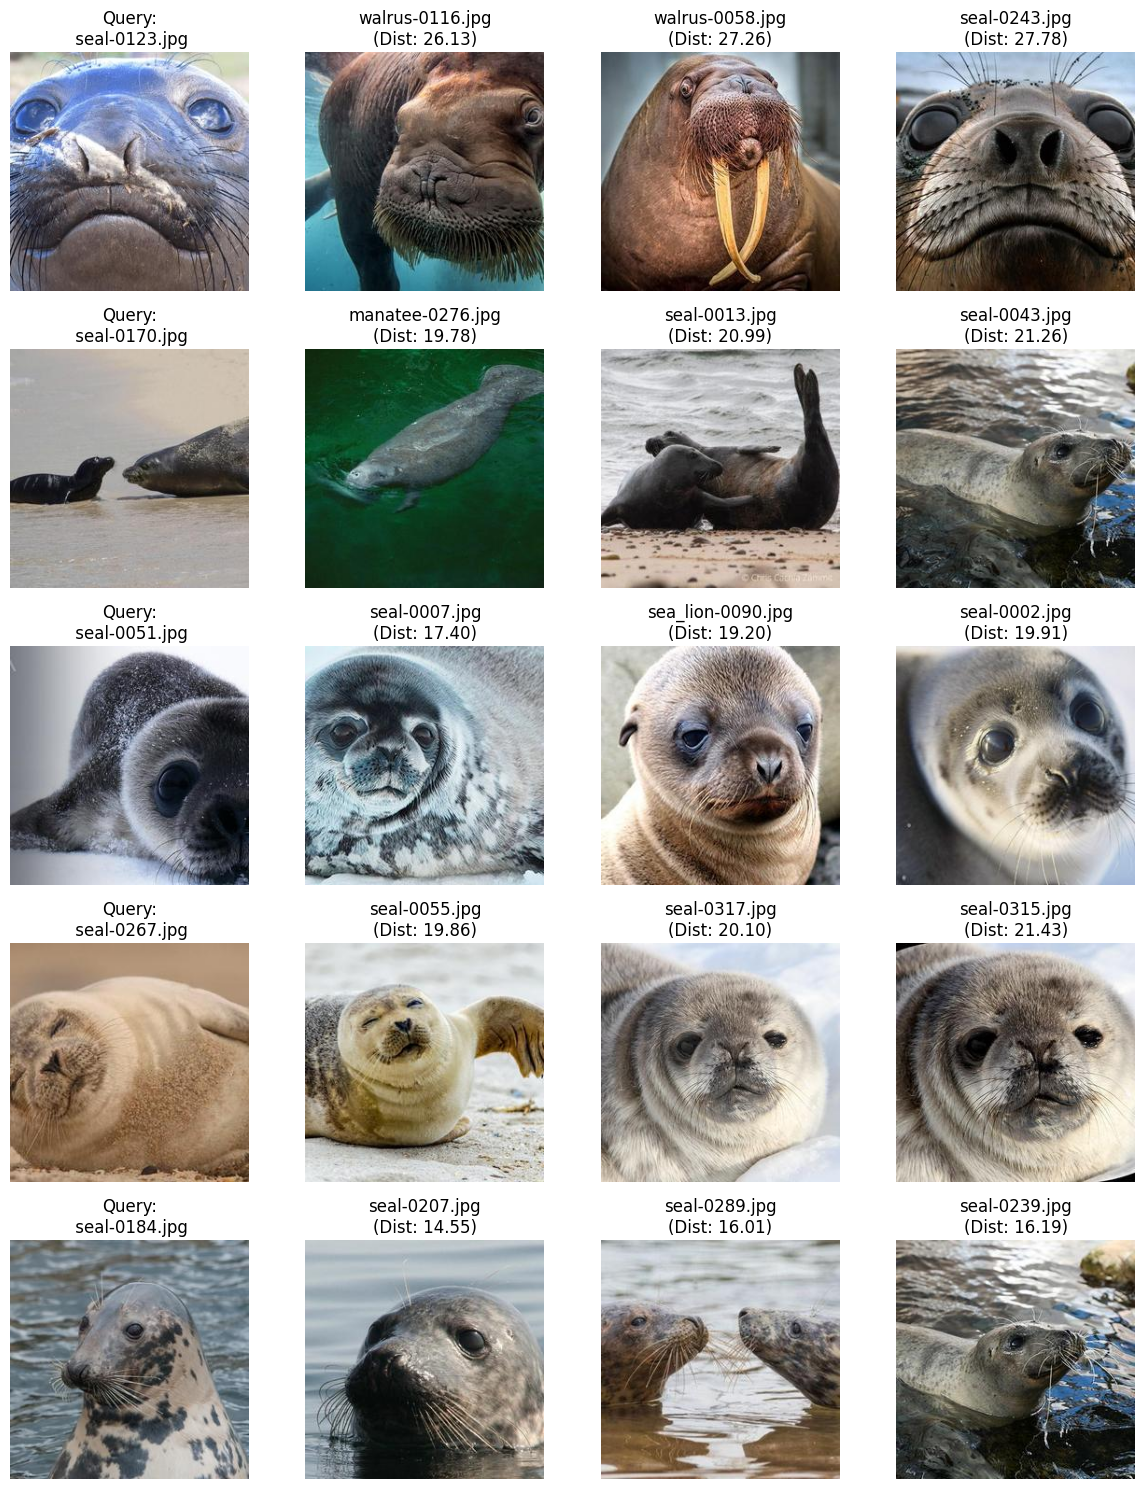 Query:
seal-0123.jpg
walrus-0116.jpg
(Dist: 26.13)
walrus-0058.jpg
(Dist: 27.26)
seal-0243.jpg
(Dist: 27.78)
Query:
seal-0170.jpg
manatee-0276.jpg
(Dist: 19.78)
seal-0013.jpg
(Dist: 20.99)
seal-0043.jpg
(Dist: 21.26)
Query:
seal-0051.jpg
seal-0007.jpg
(Dist: 17.40)
sea_lion-0090.jpg
(Dist: 19.20)
seal-0002.jpg
(Dist: 19.91)
Query:
seal-0267.jpg
seal-0055.jpg
(Dist: 19.86)
seal-0317.jpg
(Dist: 20.10)
seal-0315.jpg
(Dist: 21.43)
Query:
seal-0184.jpg
seal-0207.jpg
(Dist: 14.55)
seal-0289.jpg
(Dist: 16.01)
seal-0239.jpg
(Dist: 16.19)